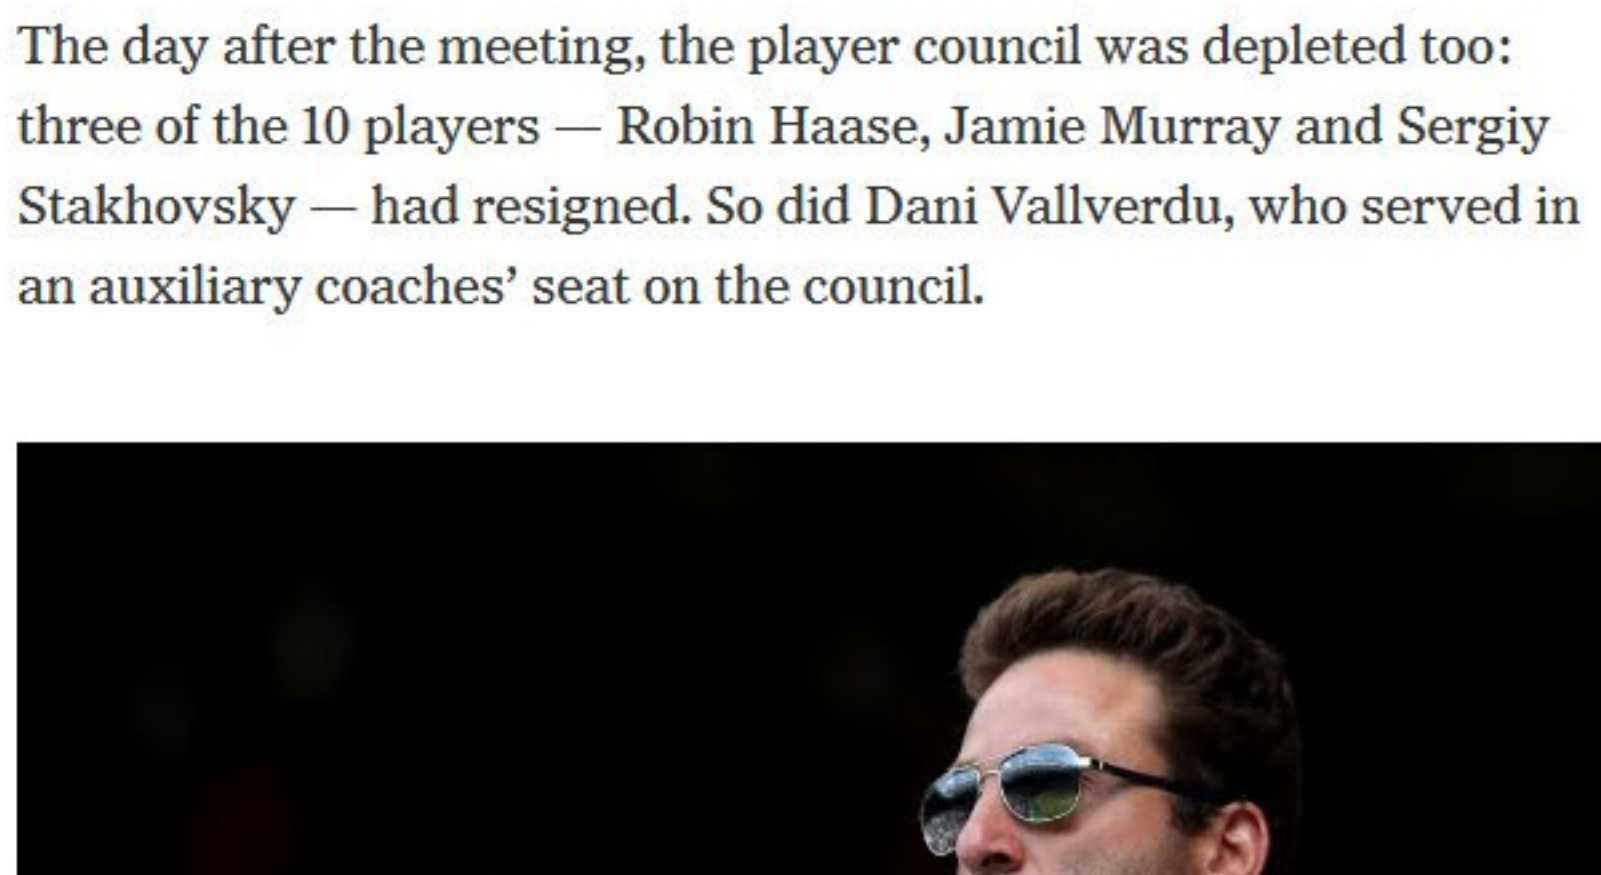 The day after the meeting, the player council was depleted too:
three of the 10 players — Robin Haase, Jamie Murray and Sergiy
Stakhovsky — had resigned. So did Dani Vallverdu, who served in
an auxiliary coaches’ seat on the council.